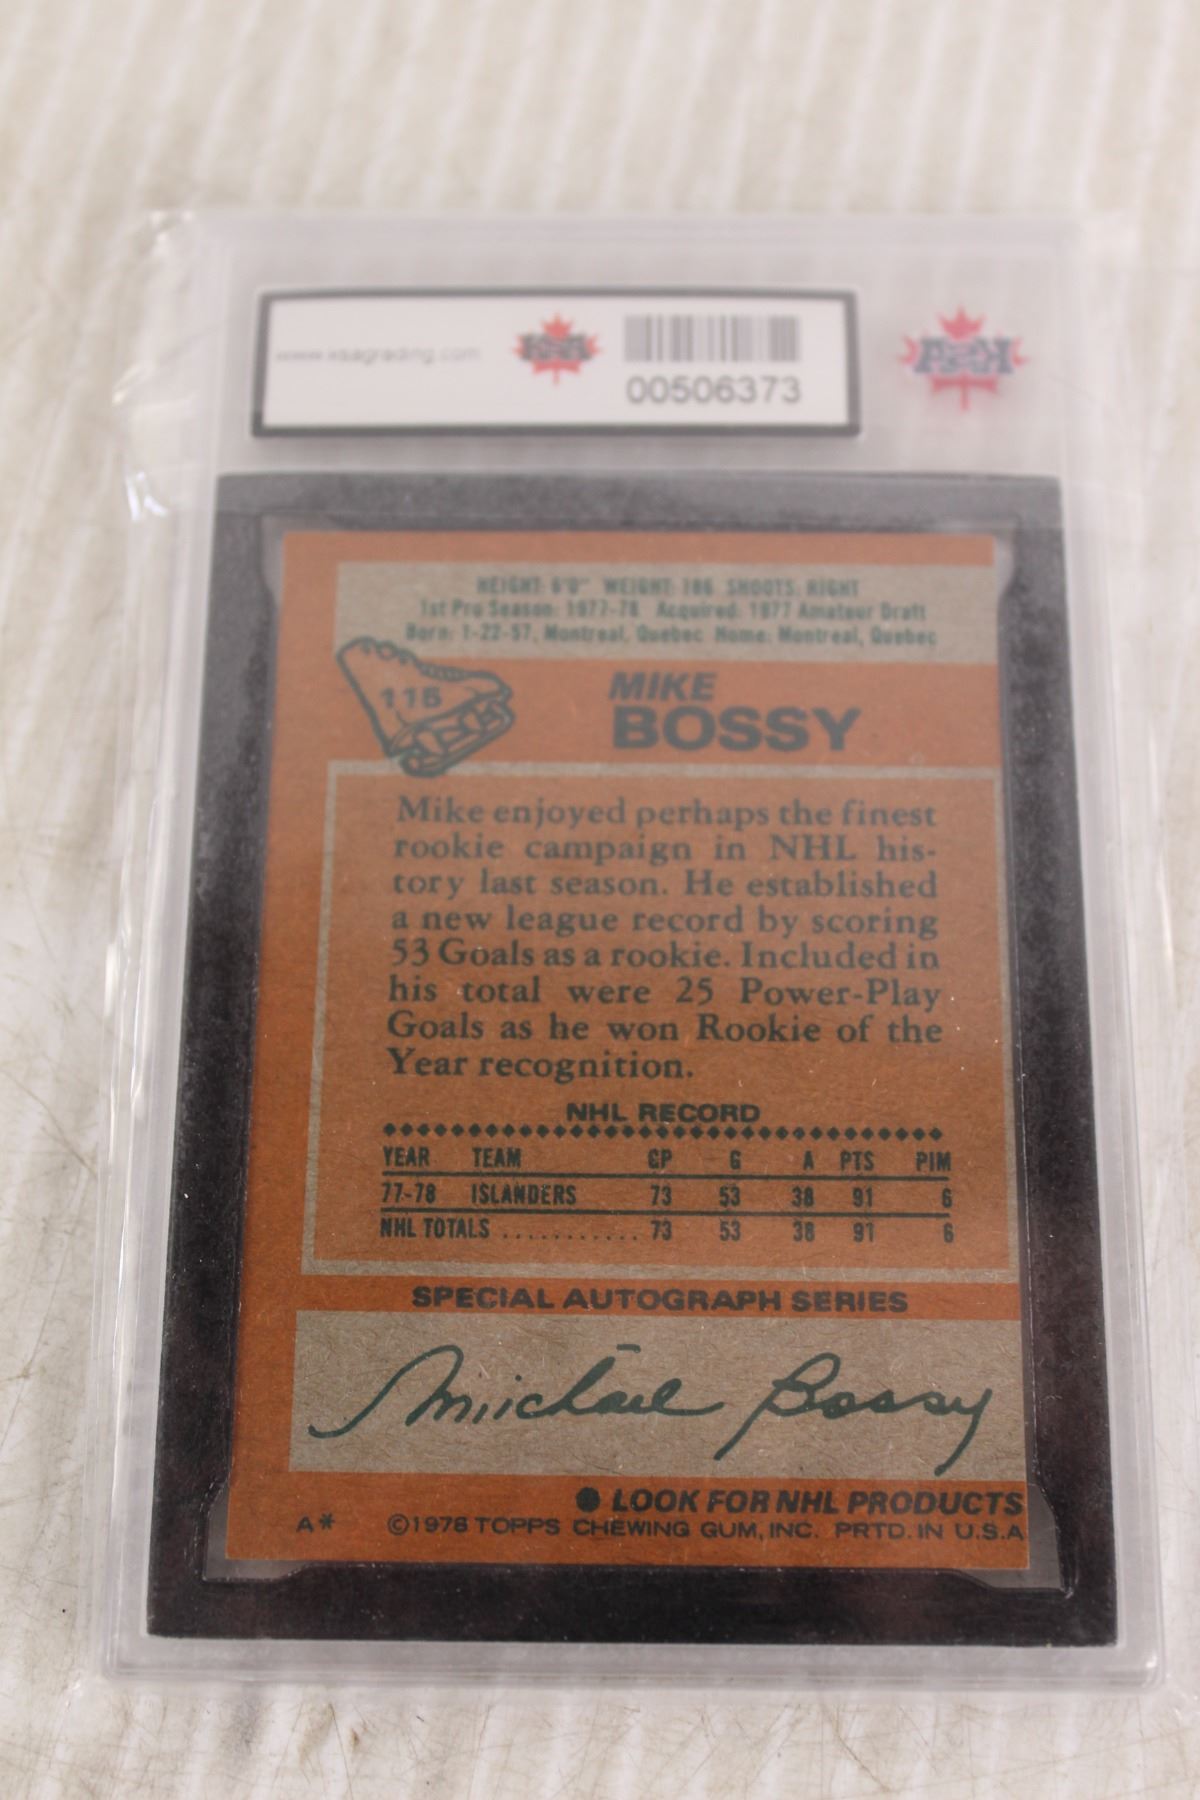 www.ksagrading.com
KSA
00506373
KSA
HEIGHT: 6'0" WEIGHT: 186 SHOOTS: RIGHT
1st Pro Season: 1977-78 Acquired: 1977 Amateur Draft
Born: 1-22-57, Montreal, Quebec Home: Montreal, Quebec
115
MIKE
BOSSY
Mike enjoyed perhaps the finest
rookie campaign in NHL his-
tory last season. He established
a new league record by scoring
53 Goals as a rookie. Included in
his total were 25 Power-Play
Goals as he won Rookie of the
Year recognition.
NHL RECORD
YEAR TEAM GP G A PTS PIM
77-78 ISLANDERS 73 53 38 91 6
NHL TOTALS ........... 73 53 38 91 6
SPECIAL AUTOGRAPH SERIES
Michael Bossy
● LOOK FOR NHL PRODUCTS
A* ©1978 TOPPS CHEWING GUM, INC. PRTD. IN U.S.A